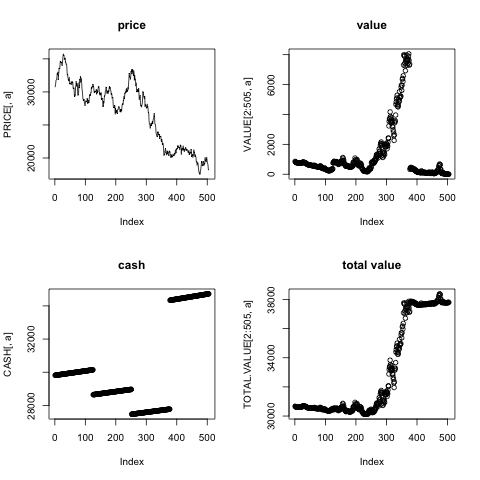 price
PRICE[, a]
20000
30000
0 100 200 300 400 500
Index
value
VALUE[2:505, a]
0
2000
6000
0 100 200 300 400 500
Index
cash
CASH[, a]
28000
32000
0 100 200 300 400 500
Index
total value
TOTAL.VALUE[2:505, a]
30000
34000
38000
0 100 200 300 400 500
Index